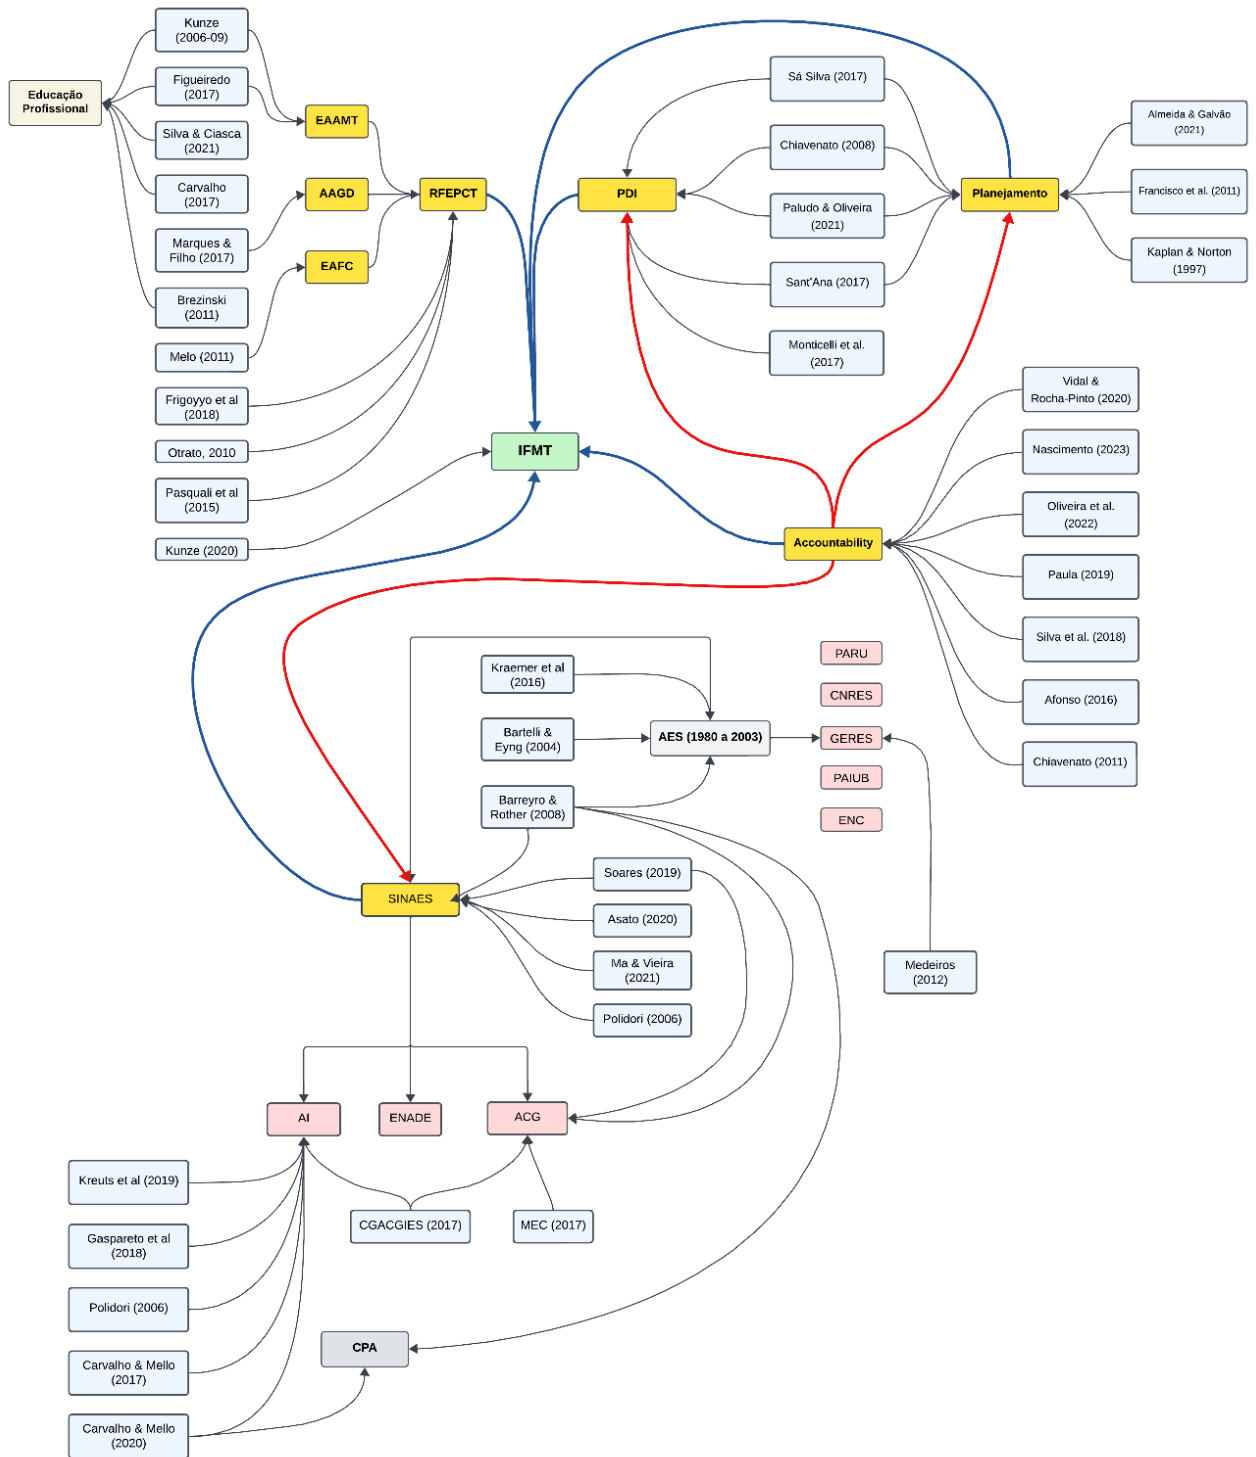 Kunze
(2006-09)
Educação
Profissional
Figueiredo
(2017)
Silva & Ciasca
(2021)
Carvalho
(2017)
Marques &
Filho (2017)
Brezinski
(2011)
Melo (2011)
Frigoyyo et al
(2018)
Otrato, 2010
Pasquali et al
(2015)
Kunze (2020)
EAAMT
AAGD
EAFC
RFEPCT
PDI
Sá Silva (2017)
Chiavenato (2008)
Paludo & Oliveira
(2021)
Sant'Ana (2017)
Monticelli et al.
(2017)
Planejamento
Almeida & Galvão
(2021)
Francisco et al. (2011)
Kaplan & Norton
(1997)
IFMT
Accountability
Vidal &
Rocha-Pinto (2020)
Nascimento (2023)
Oliveira et al.
(2022)
Paula (2019)
Silva et al. (2018)
Afonso (2016)
Chiavenato (2011)
Kraemer et al
(2016)
Bartelli &
Eyng (2004)
Barreyro &
Rother (2008)
AES (1980 a 2003)
PARU
CNRES
GERES
PAIUB
ENC
SINAES
Soares (2019)
Asato (2020)
Ma & Vieira
(2021)
Polidori (2006)
Medeiros
(2012)
AI
ENADE
ACG
Kreuts et al (2019)
Gaspareto et al
(2018)
Polidori (2006)
Carvalho & Mello
(2017)
Carvalho & Mello
(2020)
CGACGIES (2017)
MEC (2017)
CPA